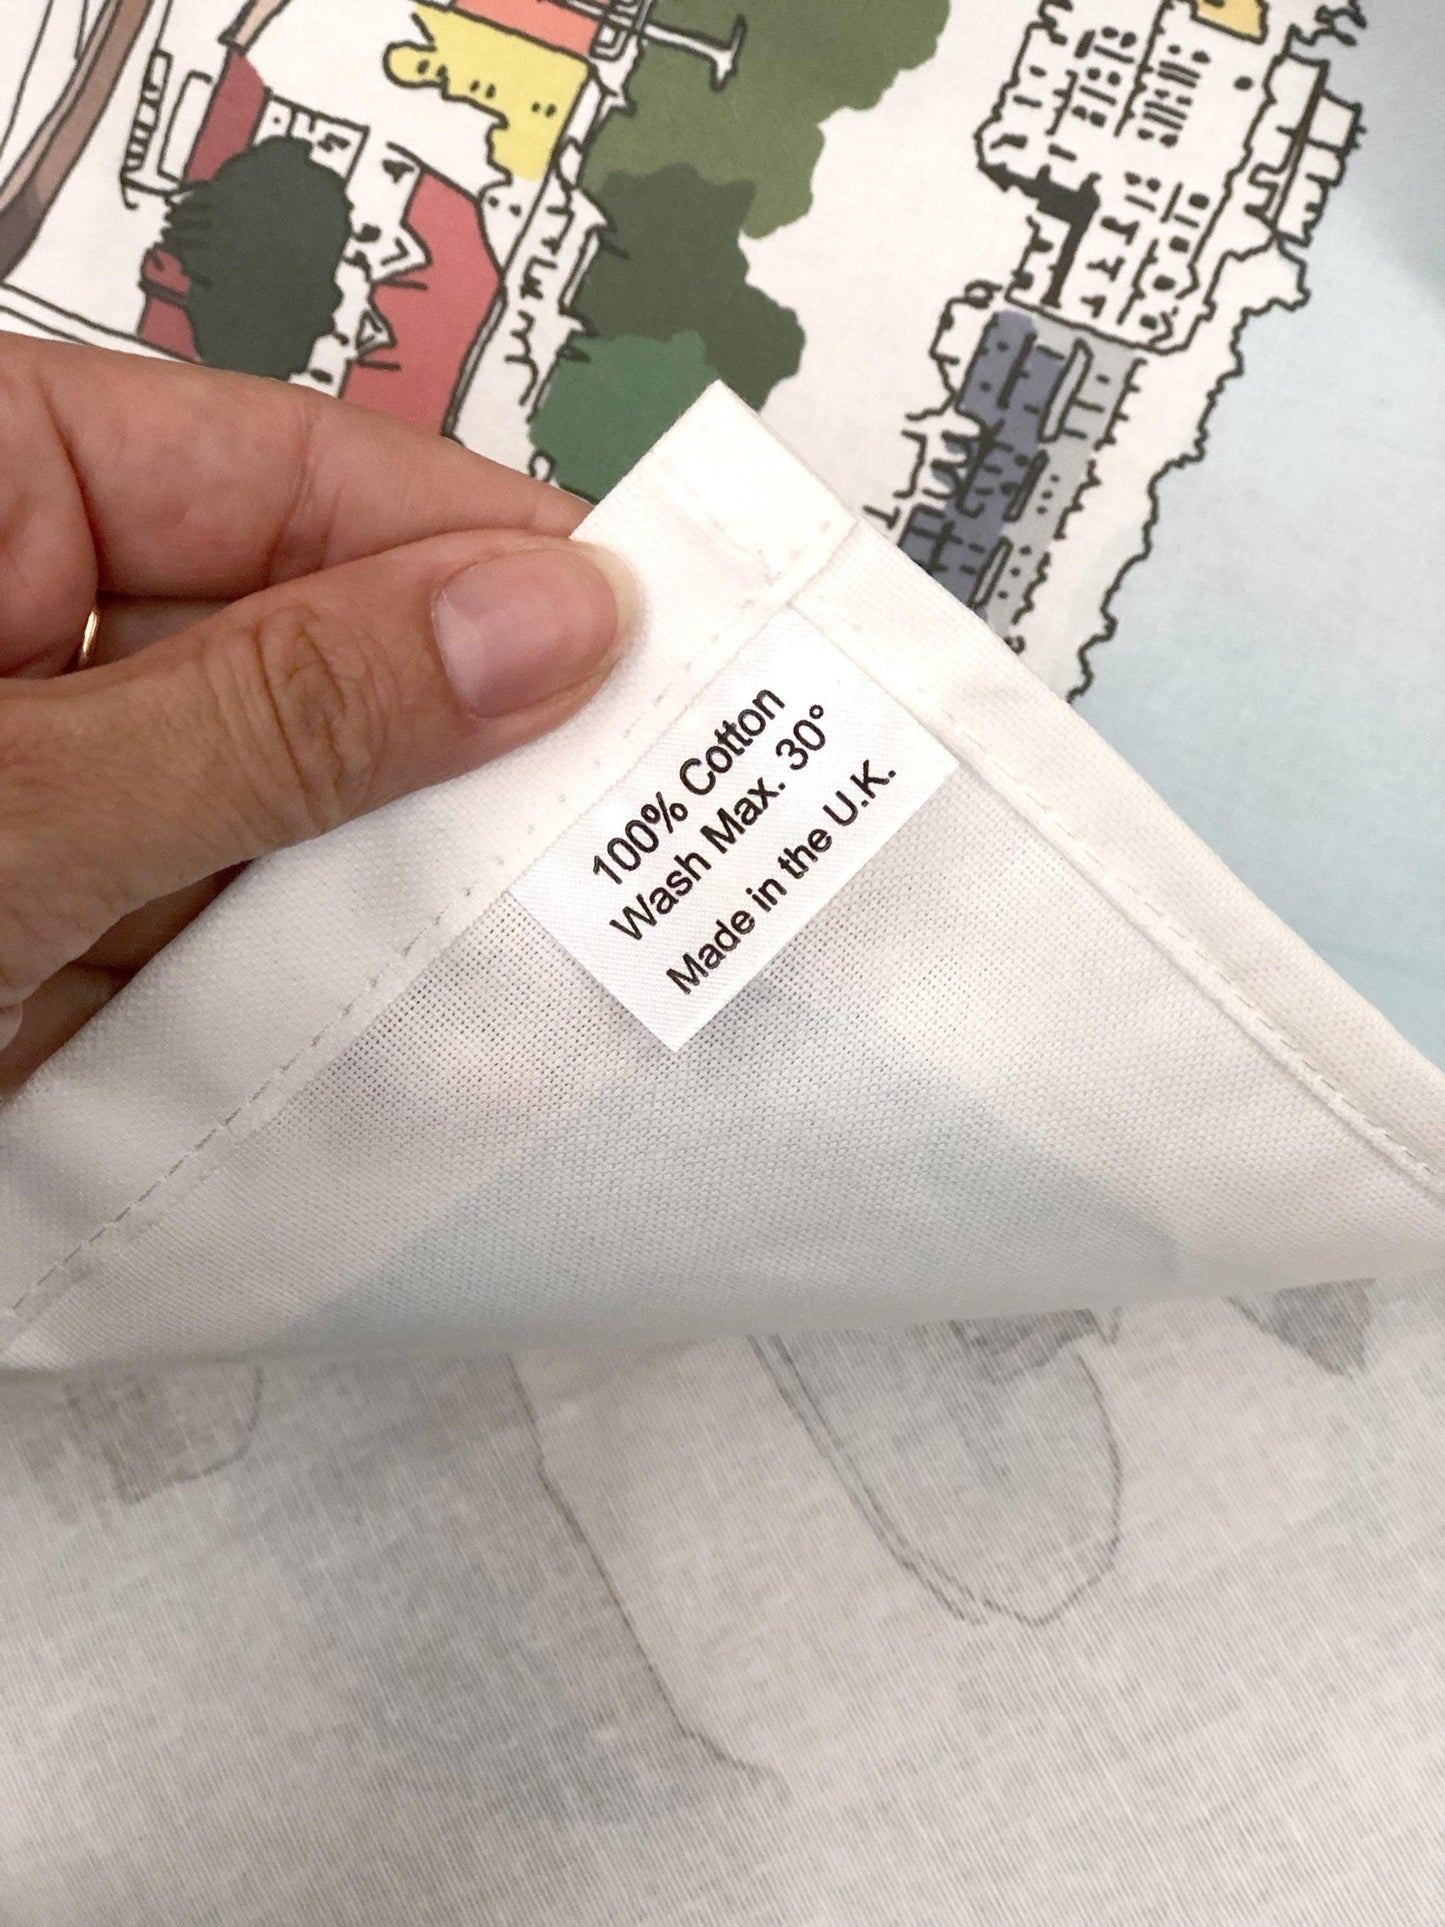 100% Cotton
Wash Max. 30°
Made in the U.K.